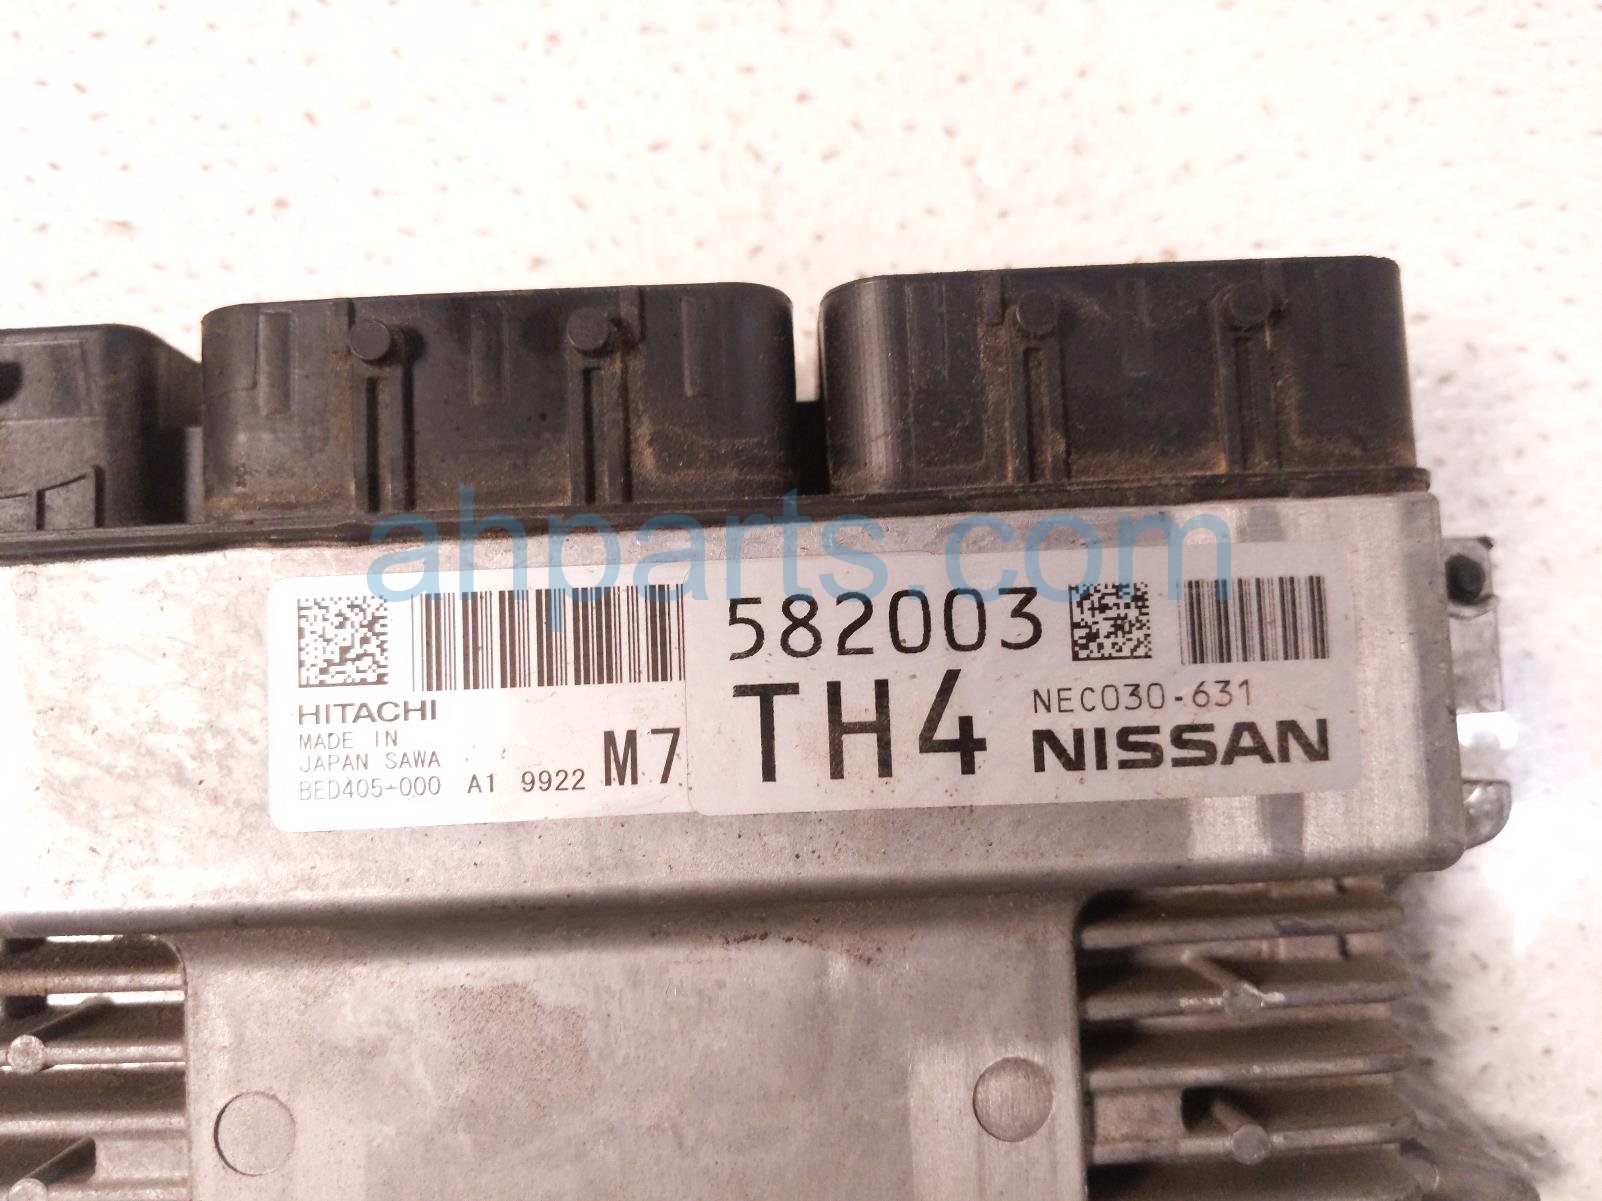 ahparts.com
582003
HITACHI
MADE IN
JAPAN SAWA
BED405-000 A1 9922 M7
TH4
NEC030-631
NISSAN